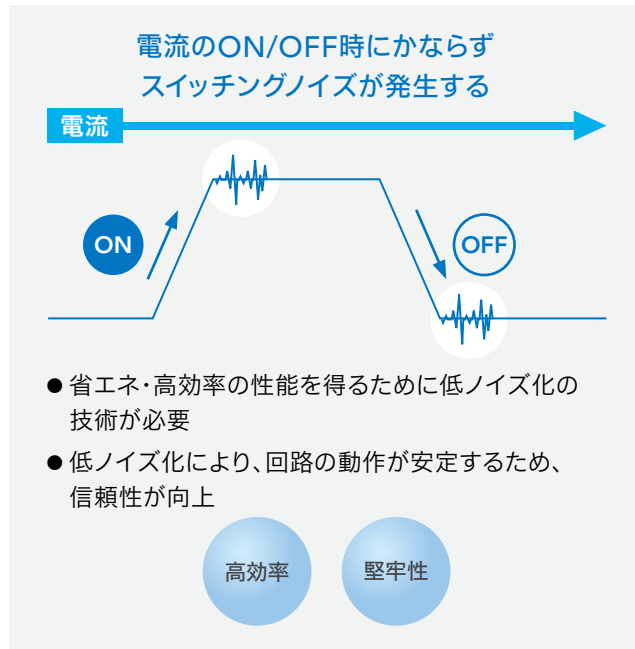 電流のON/OFF時にかならず
スイッチングノイズが発生する
電流
ON
OFF
● 省エネ・高効率の性能を得るために低ノイズ化の
技術が必要
● 低ノイズ化により、回路の動作が安定するため、
信頼性が向上
高効率
堅牢性